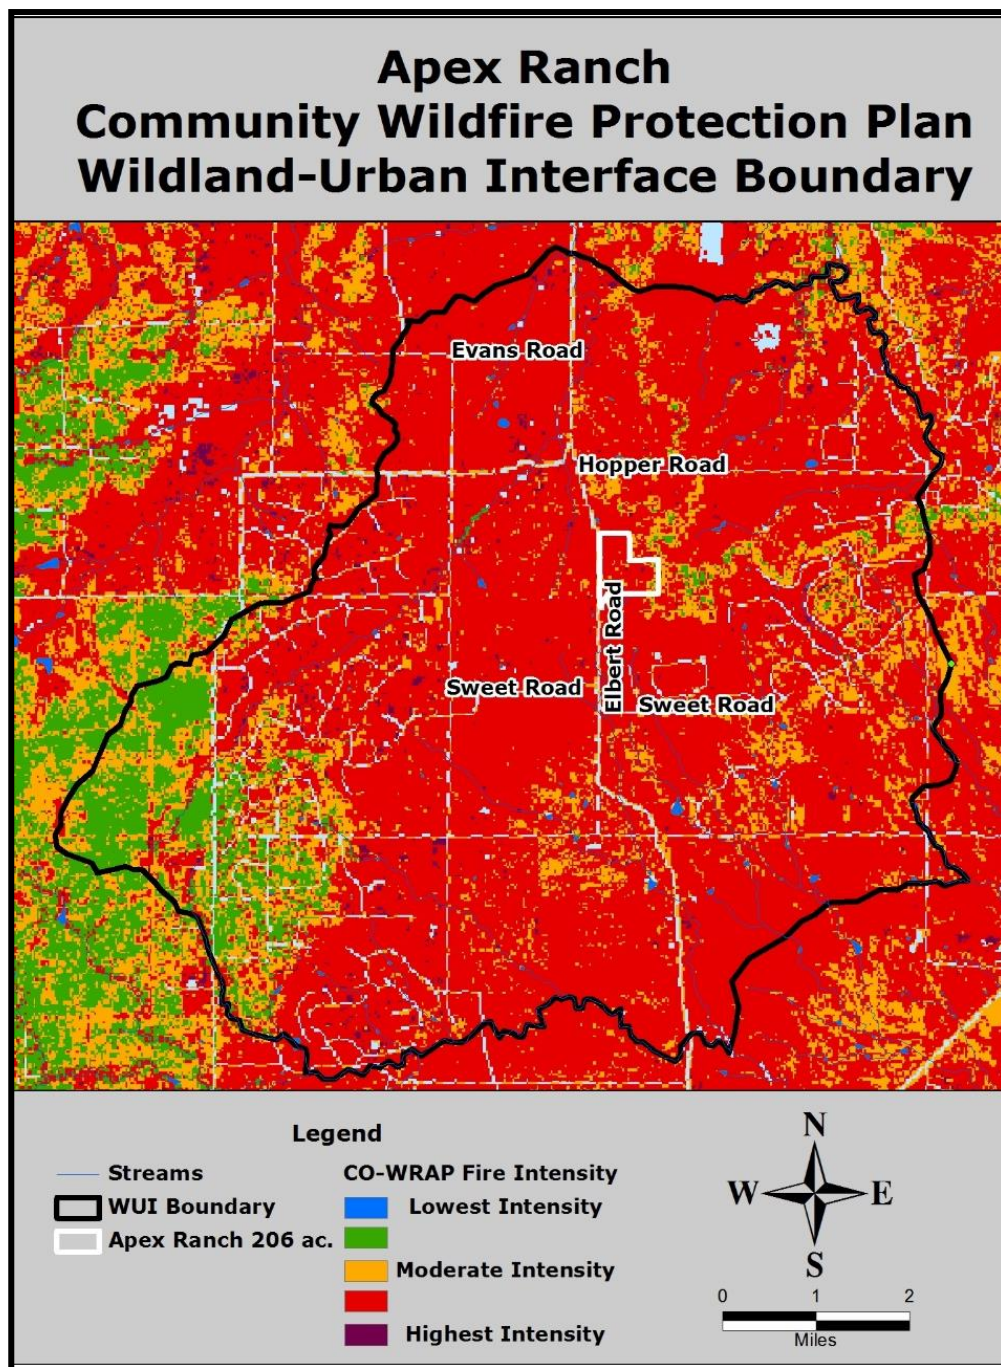 Apex Ranch
Community Wildfire Protection Plan
Wildland-Urban Interface Boundary
Evans Road
Hopper Road
Elbert Road
Sweet Road
Sweet Road
Legend
Streams
WUI Boundary
Apex Ranch 206 ac.
CO-WRAP Fire Intensity
Lowest Intensity
Moderate Intensity
Highest Intensity
N
W
E
S
0 1 2
Miles